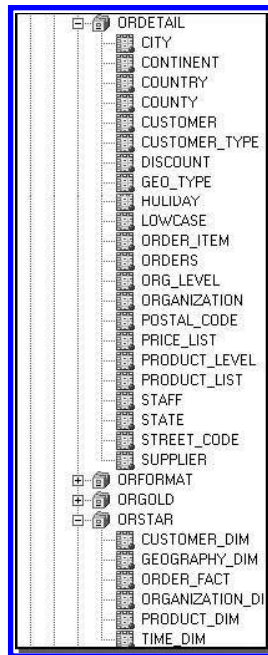 ORDETAIL
CITY
CONTINENT
COUNTRY
COUNTY
CUSTOMER
CUSTOMER_TYPE
DISCOUNT
GEO_TYPE
HOLIDAY
LOWCASE
ORDER_ITEM
ORDERS
ORG_LEVEL
ORGANIZATION
POSTAL_CODE
PRICE_LIST
PRODUCT_LEVEL
PRODUCT_LIST
STAFF
STATE
STREET_CODE
SUPPLIER
ORFORMAT
ORGOLD
ORSTAR
CUSTOMER_DIM
GEOGRAPHY_DIM
ORDER_FACT
ORGANIZATION_DI
PRODUCT_DIM
TIME_DIM